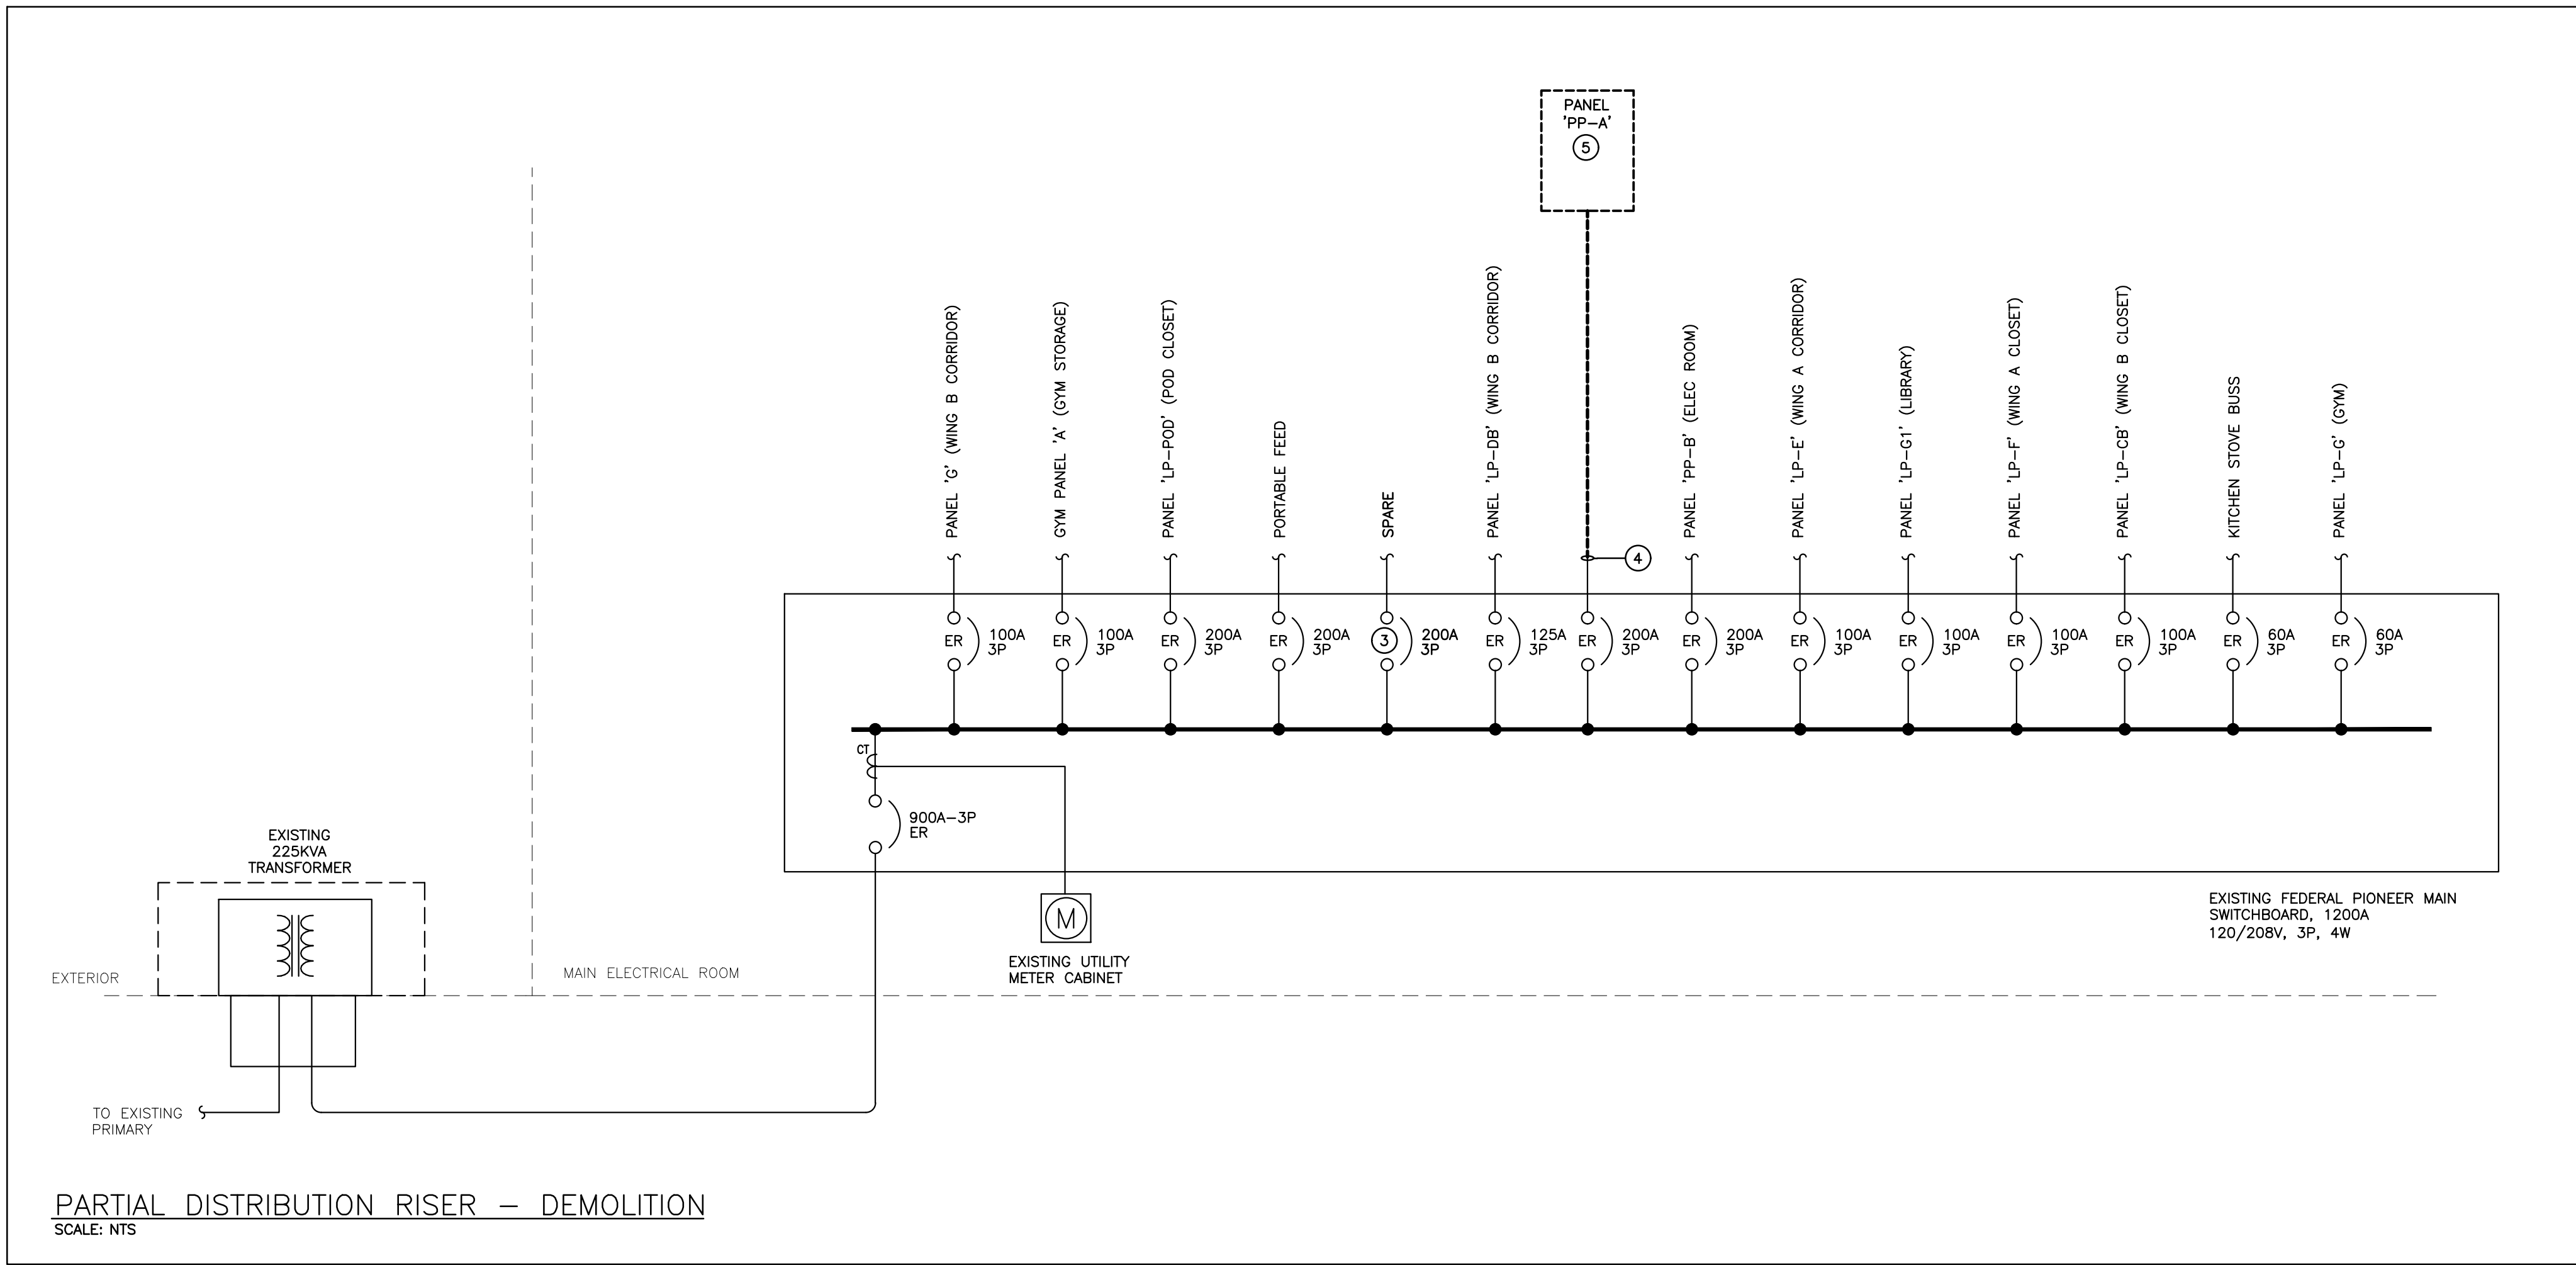 PANEL
'PP-A'
5
PANEL 'G' (WING B CORRIDOR)
GYM PANEL 'A' (GYM STORAGE)
PANEL 'LP-POD' (POD CLOSET)
PORTABLE FEED
SPARE
PANEL 'LP-DB' (WING B CORRIDOR)
PANEL 'PP-B' (ELEC ROOM)
PANEL 'LP-E' (WING A CORRIDOR)
PANEL 'LP-G1' (LIBRARY)
PANEL 'LP-F' (WING A CLOSET)
PANEL 'LP-CB' (WING B CLOSET)
KITCHEN STOVE BUSS
PANEL 'LP-G' (GYM)
4
ER 100A
3P
ER 100A
3P
ER 200A
3P
ER 200A
3P
3 200A
3P
ER 125A
3P
ER 200A
3P
ER 200A
3P
ER 100A
3P
ER 100A
3P
ER 100A
3P
ER 100A
3P
ER 60A
3P
ER 60A
3P
CT
900A-3P
ER
EXISTING
225KVA
TRANSFORMER
M
EXISTING UTILITY
METER CABINET
EXISTING FEDERAL PIONEER MAIN
SWITCHBOARD, 1200A
120/208V, 3P, 4W
EXTERIOR
MAIN ELECTRICAL ROOM
TO EXISTING
PRIMARY
PARTIAL DISTRIBUTION RISER - DEMOLITION
SCALE: NTS